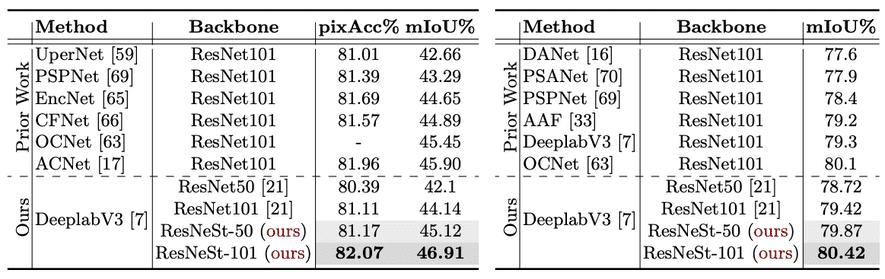 Method Backbone pixAcc% mIoU%
Prior Work
UperNet [59] ResNet101 81.01 42.66
PSPNet [69] ResNet101 81.39 43.29
EncNet [65] ResNet101 81.69 44.65
CFNet [66] ResNet101 81.57 44.89
OCNet [63] ResNet101 - 45.45
ACNet [17] ResNet101 81.96 45.90
Ours
DeeplabV3 [7]
ResNet50 [21] 80.39 42.1
ResNet101 [21] 81.11 44.14
ResNeSt-50 (ours) 81.17 45.12
ResNeSt-101 (ours) 82.07 46.91
Method Backbone mIoU%
Prior Work
DANet [16] ResNet101 77.6
PSANet [70] ResNet101 77.9
PSPNet [69] ResNet101 78.4
AAF [33] ResNet101 79.2
DeeplabV3 [7] ResNet101 79.3
OCNet [63] ResNet101 80.1
Ours
DeeplabV3 [7]
ResNet50 [21] 78.72
ResNet101 [21] 79.42
ResNeSt-50 (ours) 79.87
ResNeSt-101 (ours) 80.42